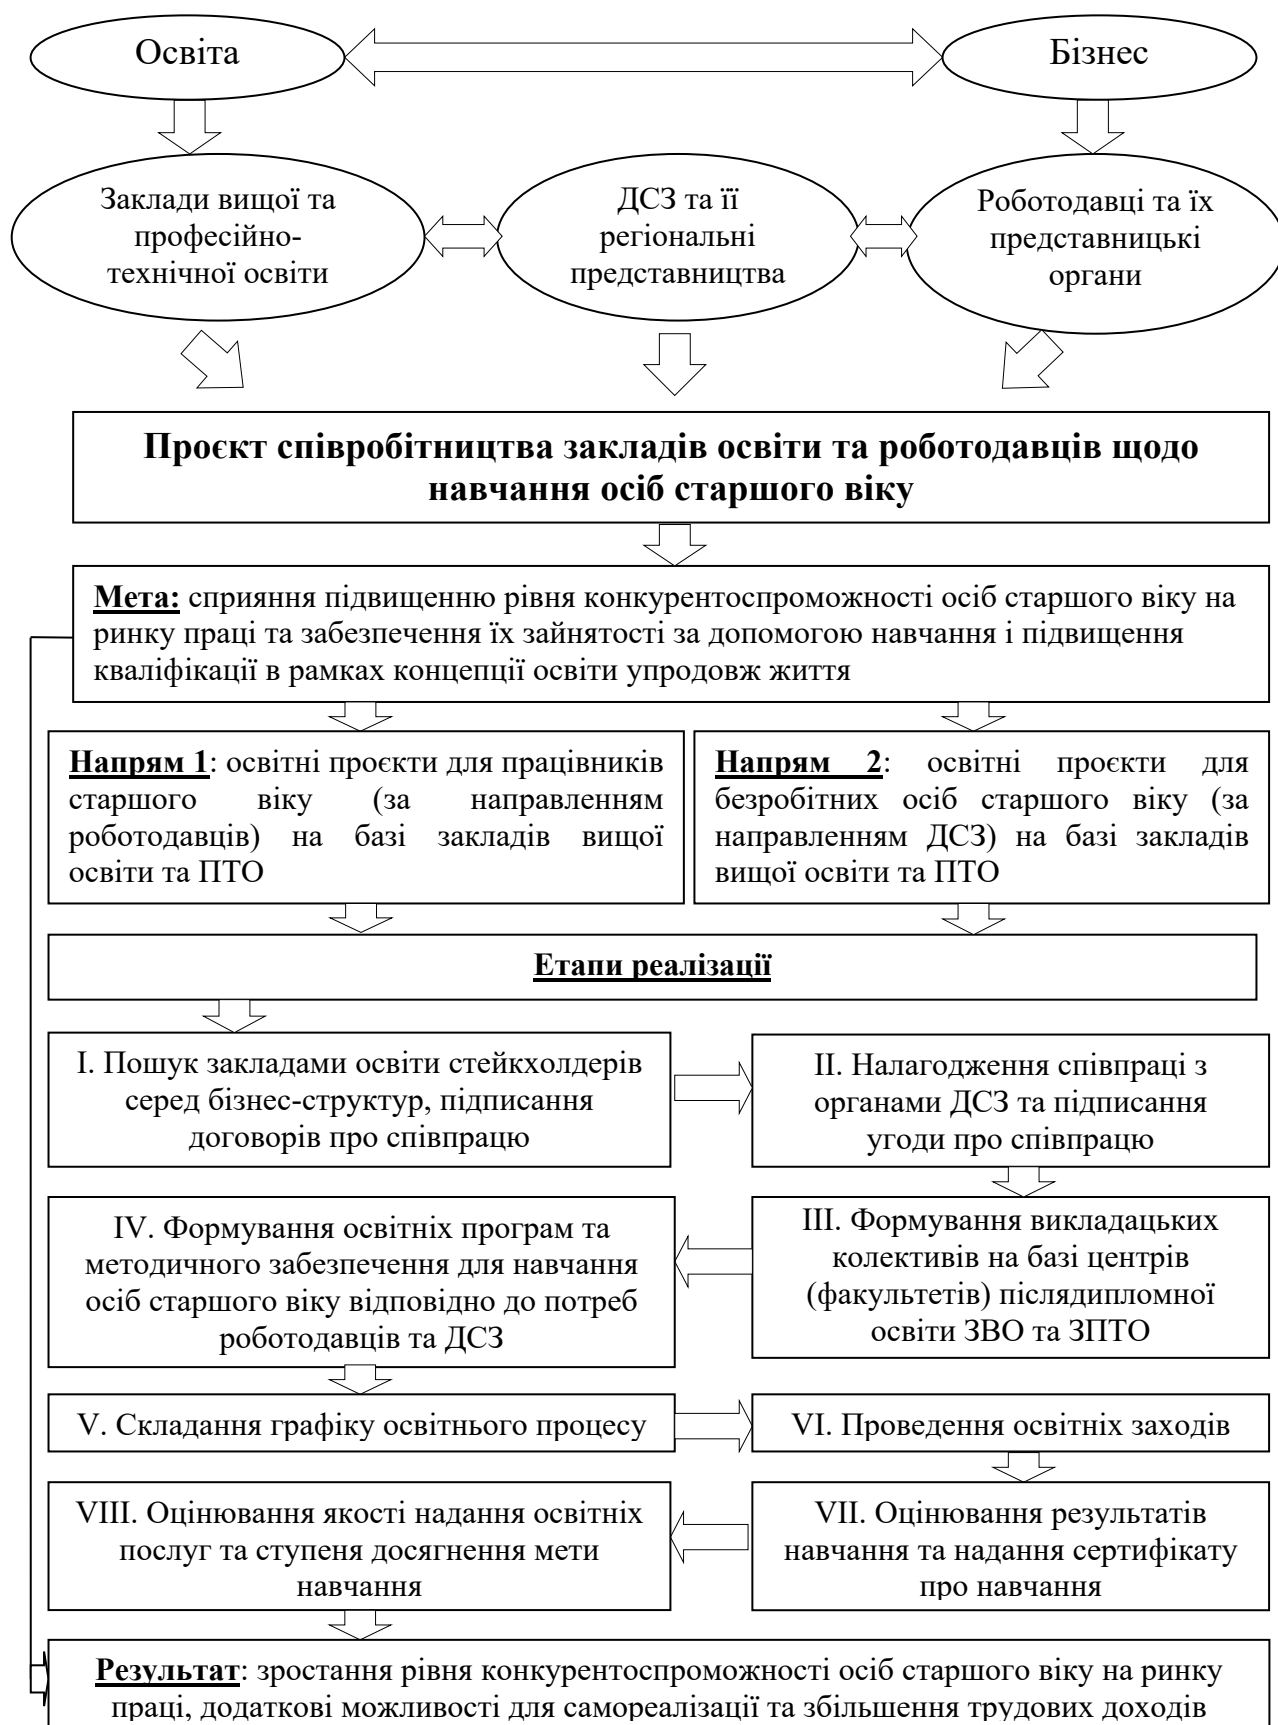 Освіта
Бізнес
Заклади вищої та
професійно-
технічної освіти
ДСЗ та її
регіональні
представництва
Роботодавці та їх
представницькі
органи
Проєкт співробітництва закладів освіти та роботодавців щодо
навчання осіб старшого віку
Мета: сприяння підвищенню рівня конкурентоспроможності осіб старшого віку на
ринку праці та забезпечення їх зайнятості за допомогою навчання і підвищення
кваліфікації в рамках концепції освіти упродовж життя
Напрям 1: освітні проєкти для працівників
старшого віку (за направленням
роботодавців) на базі закладів вищої
освіти та ПТО
Напрям 2: освітні проєкти для
безробітних осіб старшого віку (за
направленням ДСЗ) на базі закладів
вищої освіти та ПТО
Етапи реалізації
I. Пошук закладами освіти стейкхолдерів
серед бізнес-структур, підписання
договорів про співпрацю
II. Налагодження співпраці з
органами ДСЗ та підписання
угоди про співпрацю
III. Формування викладацьких
колективів на базі центрів
(факультетів) післядипломної
освіти ЗВО та ЗПТО
IV. Формування освітніх програм та
методичного забезпечення для навчання
осіб старшого віку відповідно до потреб
роботодавців та ДСЗ
V. Складання графіку освітнього процесу
VI. Проведення освітніх заходів
VII. Оцінювання результатів
навчання та надання сертифікату
про навчання
VIII. Оцінювання якості надання освітніх
послуг та ступеня досягнення мети
навчання
Результат: зростання рівня конкурентоспроможності осіб старшого віку на ринку
праці, додаткові можливості для самореалізації та збільшення трудових доходів